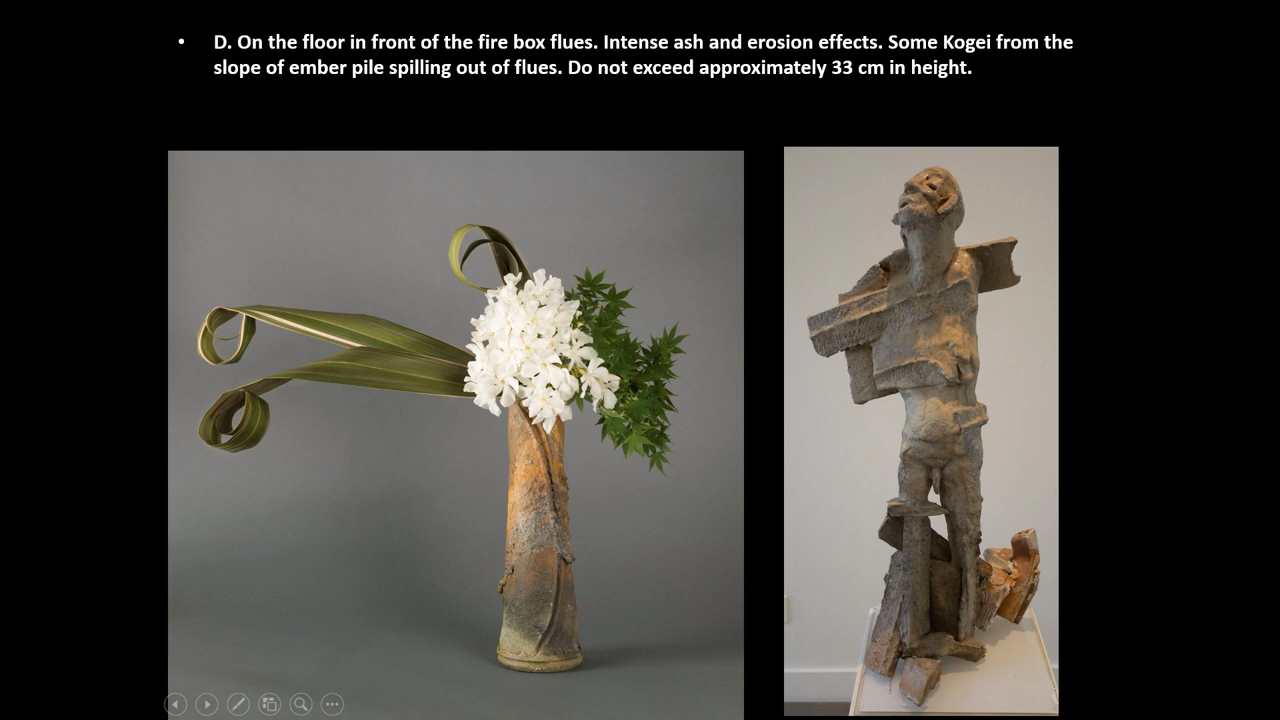 • D. On the floor in front of the fire box flues. Intense ash and erosion effects. Some Kogei from the
slope of ember pile spilling out of flues. Do not exceed approximately 33 cm in height.